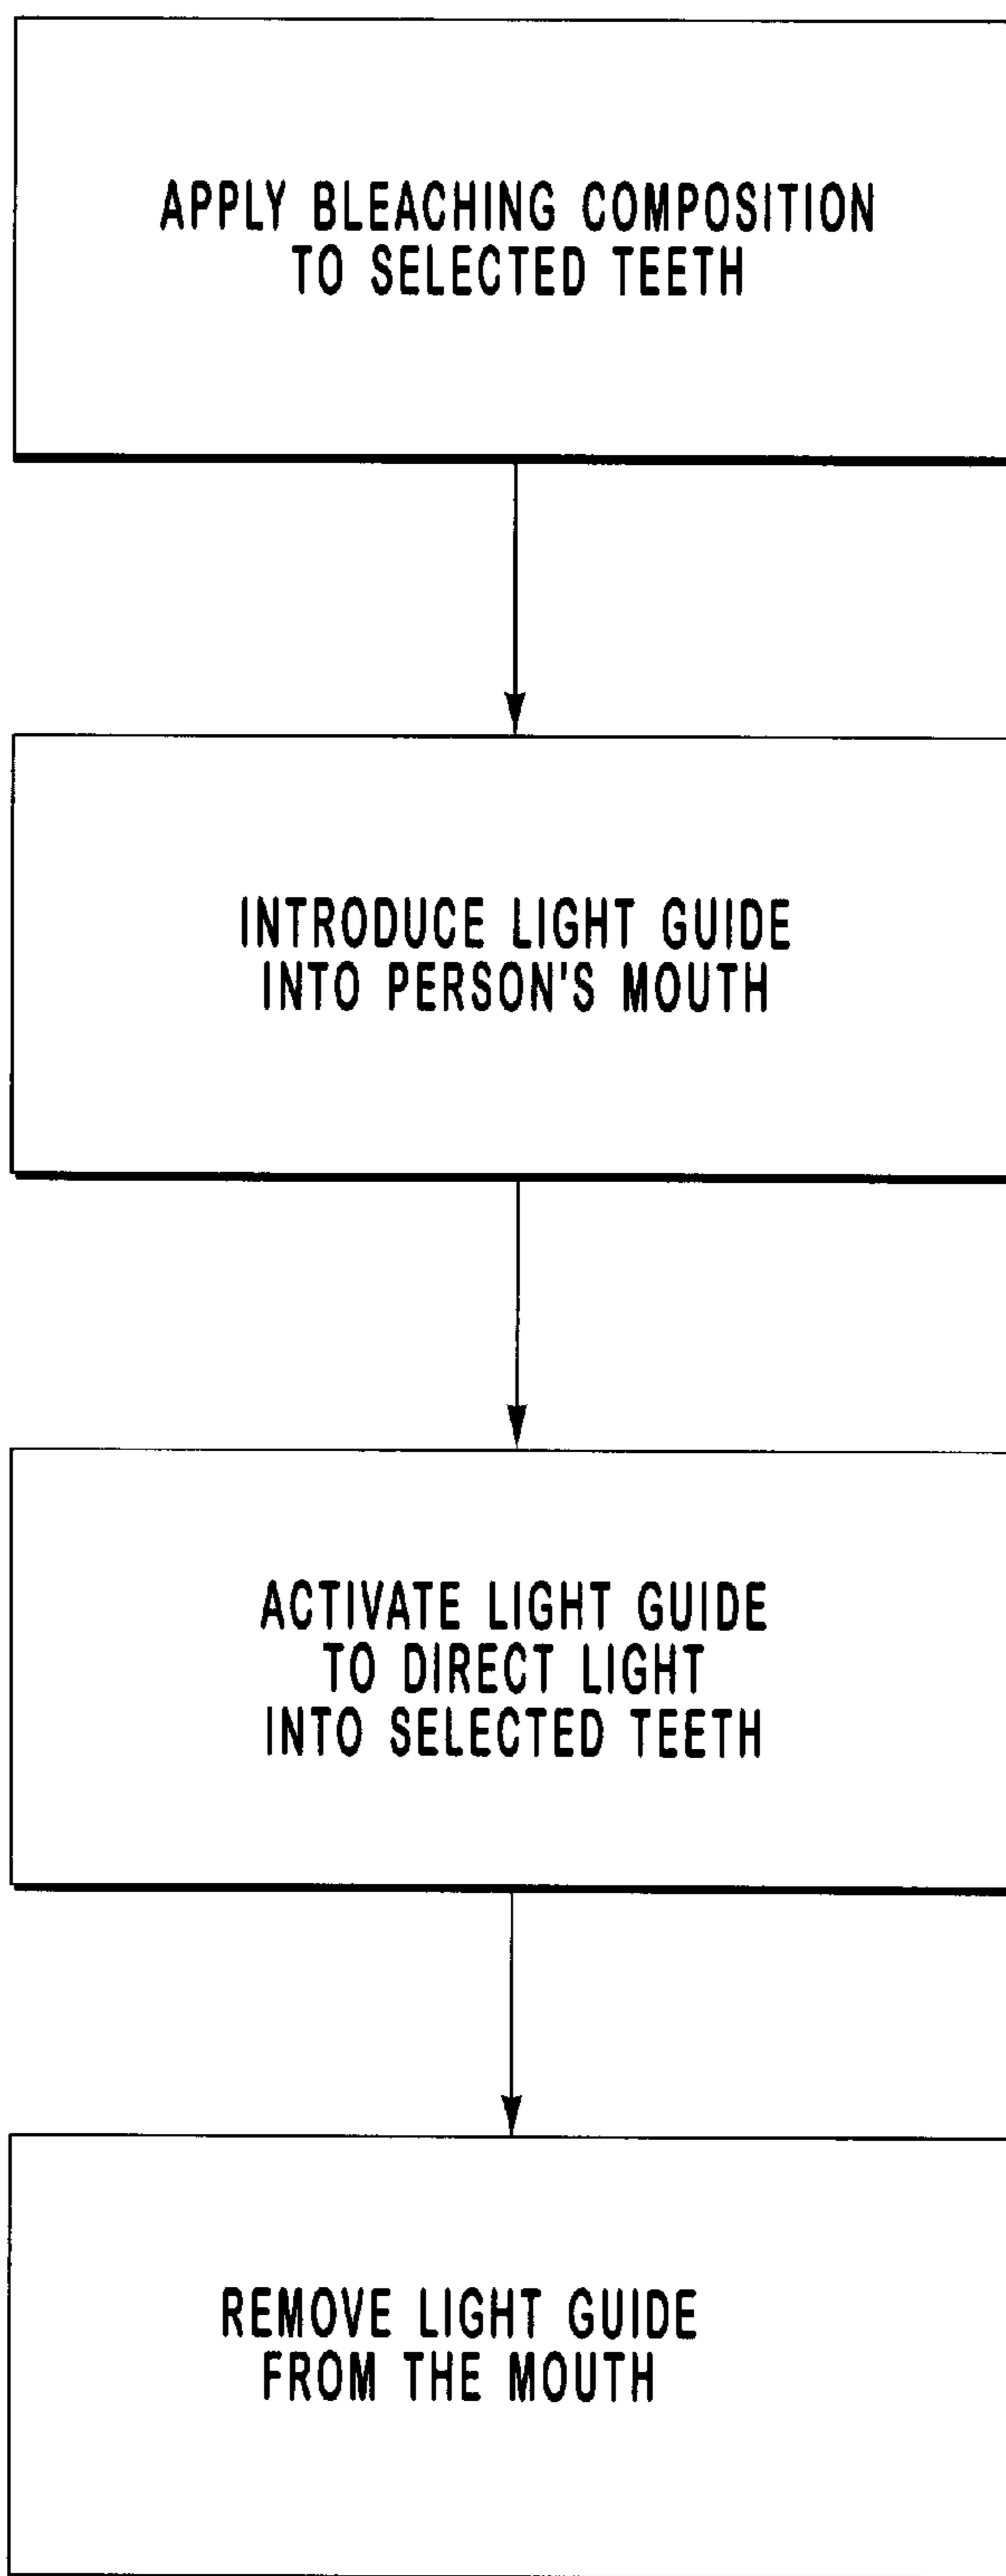 APPLY BLEACHING COMPOSITION
TO SELECTED TEETH
INTRODUCE LIGHT GUIDE
INTO PERSON'S MOUTH
ACTIVATE LIGHT GUIDE
TO DIRECT LIGHT
INTO SELECTED TEETH
REMOVE LIGHT GUIDE
FROM THE MOUTH